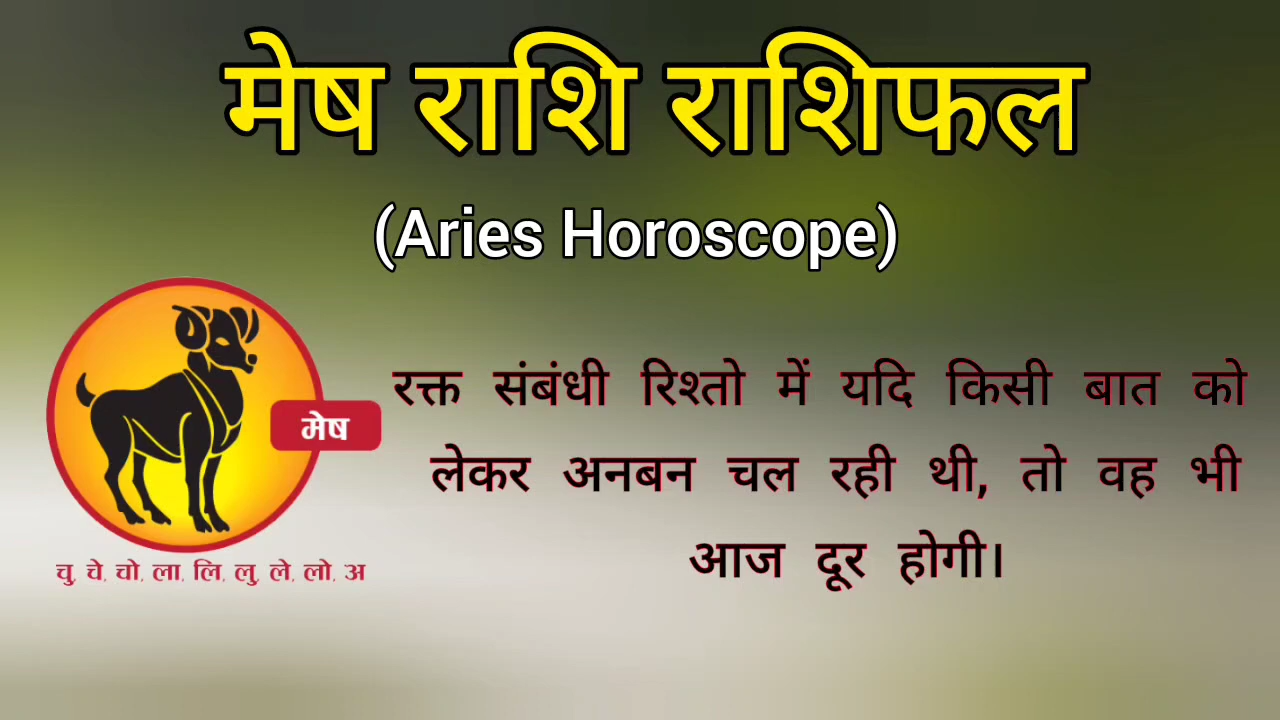 मेष राशि राशिफल
(Aries Horoscope)
मेष
रक्त संबंधी रिश्तो में यदि किसी बात को
लेकर अनबन चल रही थी, तो वह भी
आज दूर होगी।
चु, चे, चो, ला, लि, लु, ले, लो, अ